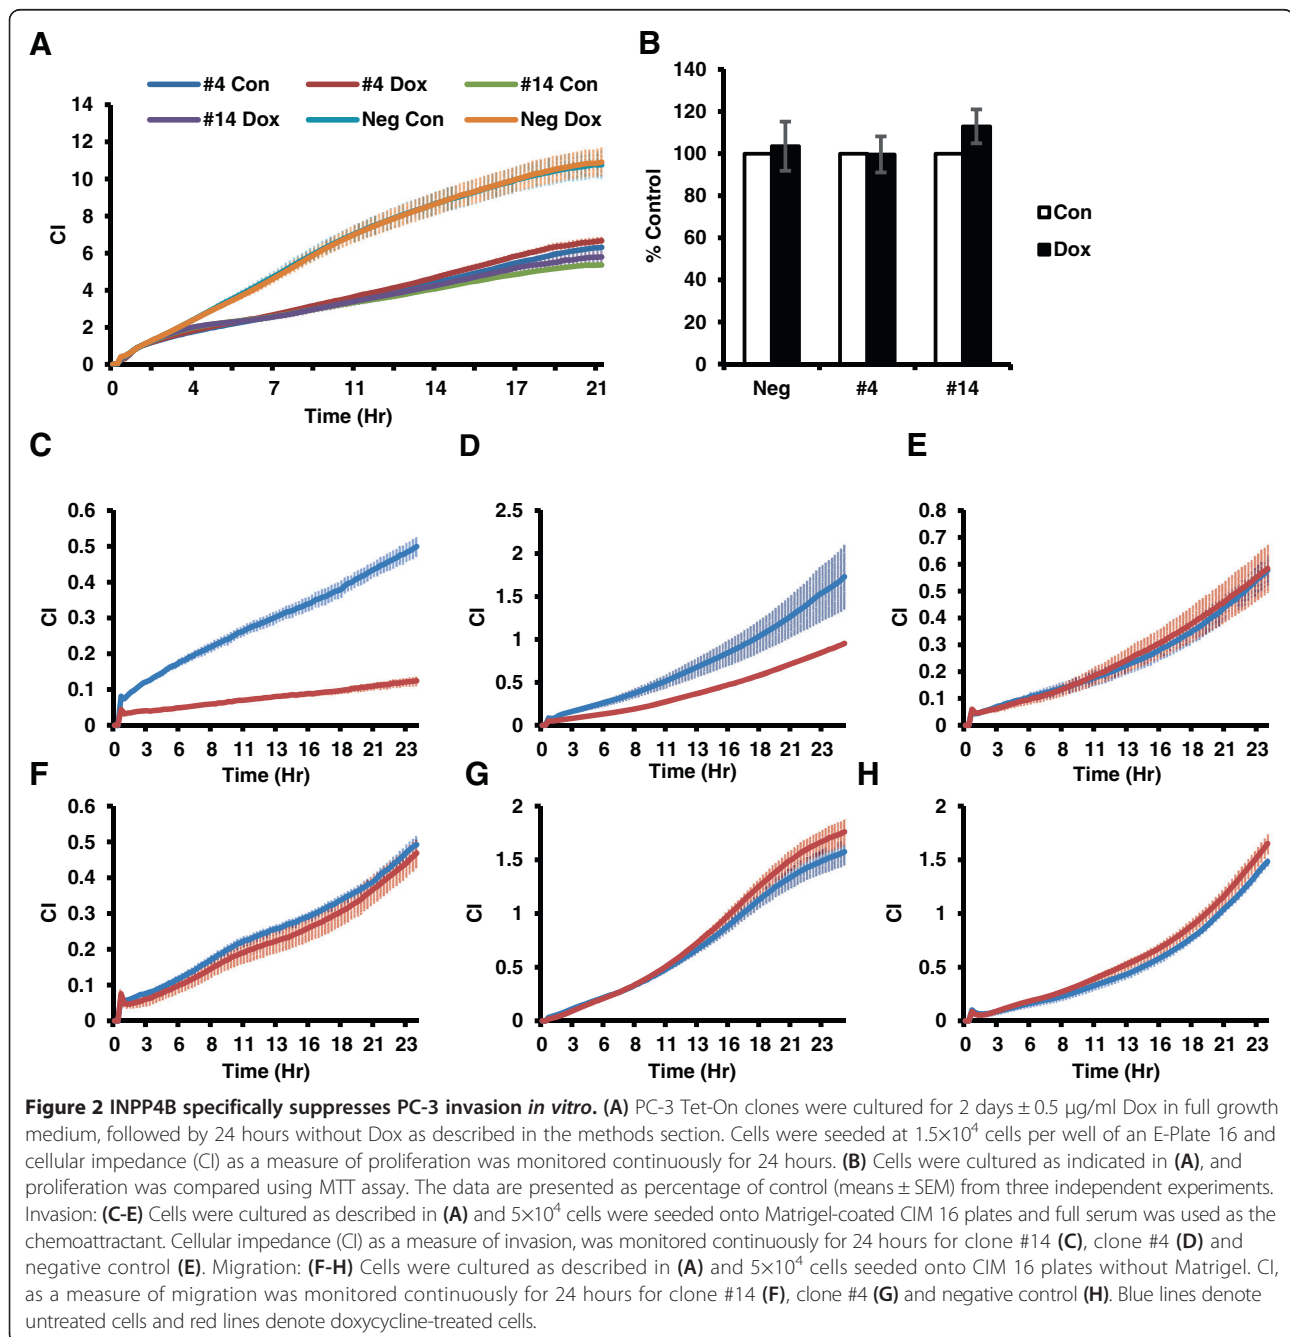 A
#4 Con #4 Dox #14 Con
#14 Dox Neg Con Neg Dox
14
12
10
8
6
4
2
0
CI
0 4 7 11 14 17 21
Time (Hr)
B
140
120
100
80
60
40
20
0
% Control
Neg #4 #14
Con
Dox
C
0.6
0.5
0.4
0.3
0.2
0.1
0
CI
0 3 6 8 11 13 16 18 21 23
Time (Hr)
D
2.5
2
1.5
1
0.5
0
CI
0 3 6 8 11 13 16 18 21 23
Time (Hr)
E
0.8
0.7
0.6
0.5
0.4
0.3
0.2
0.1
0
CI
0 3 6 8 11 13 16 18 21 23
Time (Hr)
F
0.6
0.5
0.4
0.3
0.2
0.1
0
CI
0 3 6 8 11 13 16 18 21 23
Time (Hr)
G
2
1.5
1
0.5
0
CI
0 3 6 8 11 13 16 18 21 23
Time (Hr)
H
2
1.5
1
0.5
0
CI
0 3 6 8 11 13 16 18 21 23
Time (Hr)
Figure 2 INPP4B specifically suppresses PC-3 invasion in vitro. (A) PC-3 Tet-On clones were cultured for 2 days ± 0.5 μg/ml Dox in full growth
medium, followed by 24 hours without Dox as described in the methods section. Cells were seeded at 1.5×10⁴ cells per well of an E-Plate 16 and
cellular impedance (CI) as a measure of proliferation was monitored continuously for 24 hours. (B) Cells were cultured as indicated in (A), and
proliferation was compared using MTT assay. The data are presented as percentage of control (means ± SEM) from three independent experiments.
Invasion: (C-E) Cells were cultured as described in (A) and 5×10⁴ cells were seeded onto Matrigel-coated CIM 16 plates and full serum was used as the
chemoattractant. Cellular impedance (CI) as a measure of invasion, was monitored continuously for 24 hours for clone #14 (C), clone #4 (D) and
negative control (E). Migration: (F-H) Cells were cultured as described in (A) and 5×10⁴ cells seeded onto CIM 16 plates without Matrigel. CI,
as a measure of migration was monitored continuously for 24 hours for clone #14 (F), clone #4 (G) and negative control (H). Blue lines denote
untreated cells and red lines denote doxycycline-treated cells.